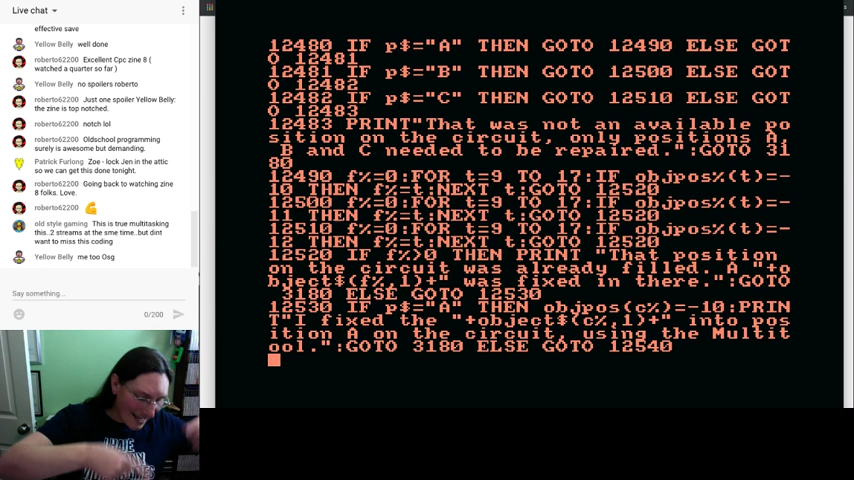 Live chat
effective save
Yellow Belly well done
roberto62200 Excellent Cpc zine 8 (
watched a quarter so far )
Yellow Belly no spoilers roberto
roberto62200 Just one spoiler Yellow Belly:
the zine is top notched.
roberto62200 notch lol
roberto62200 Oldschool programming
surely is awesome but demanding.
Patrick Furlong Zoe - lock Jen in the attic
so we can get this done tonight.
roberto62200 Going back to watching zine
8 folks. Love.
roberto62200
old style gaming This is true multitasking
this..2 streams at the sme time..but dint
want to miss this coding
Yellow Belly me too Osg
Say something...
0/200
12480 IF p$="A" THEN GOTO 12490 ELSE GOT
O 12481
12481 IF p$="B" THEN GOTO 12500 ELSE GOT
O 12482
12482 IF p$="C" THEN GOTO 12510 ELSE GOT
O 12483
12483 PRINT"That was not an available po
sition on the circuit, only positions A,
B and C needed to be repaired.":GOTO 31
80
12490 f%=0:FOR t=9 TO 17:IF objpos%(t)=-
10 THEN f%=t:NEXT t:GOTO 12520
12500 f%=0:FOR t=9 TO 17:IF objpos%(t)=-
11 THEN f%=t:NEXT t:GOTO 12520
12510 f%=0:FOR t=9 TO 17:IF objpos%(t)=-
12 THEN f%=t:NEXT t:GOTO 12520
12520 IF f%>0 THEN PRINT "That position
on the circuit was already filled. A "+o
bject$(f%,1)+" was fixed in there.":GOTO
3180 ELSE GOTO 12530
12530 IF p$="A" THEN objpos(c%)=-10:PRIN
T"I fixed the "+object$(c%,1)+" into pos
ition A on the circuit, using the Multit
ool.":GOTO 3180 ELSE GOTO 12540